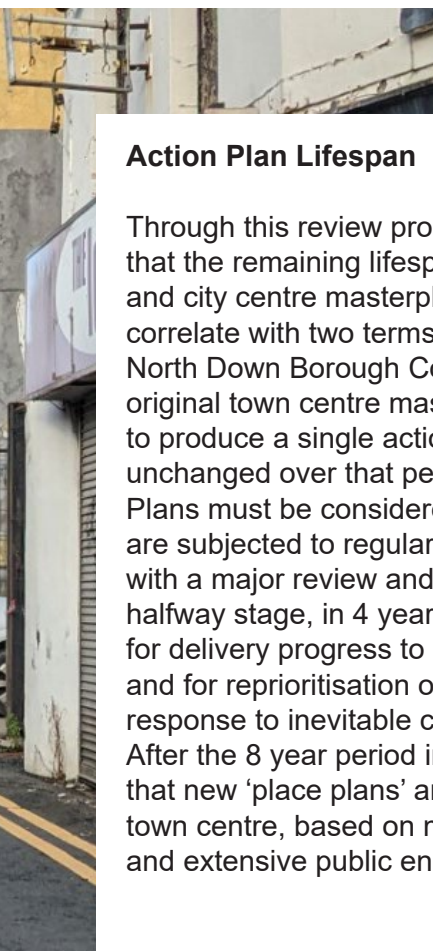 Action Plan Lifespan
Through this review pro
that the remaining lifesp
and city centre masterpl
correlate with two terms
North Down Borough Co
original town centre mas
to produce a single actio
unchanged over that pe
Plans must be considere
are subjected to regular
with a major review and
halfway stage, in 4 year
for delivery progress to
and for reprioritisation o
response to inevitable c
After the 8 year period i
that new ‘place plans’ a
town centre, based on n
and extensive public en